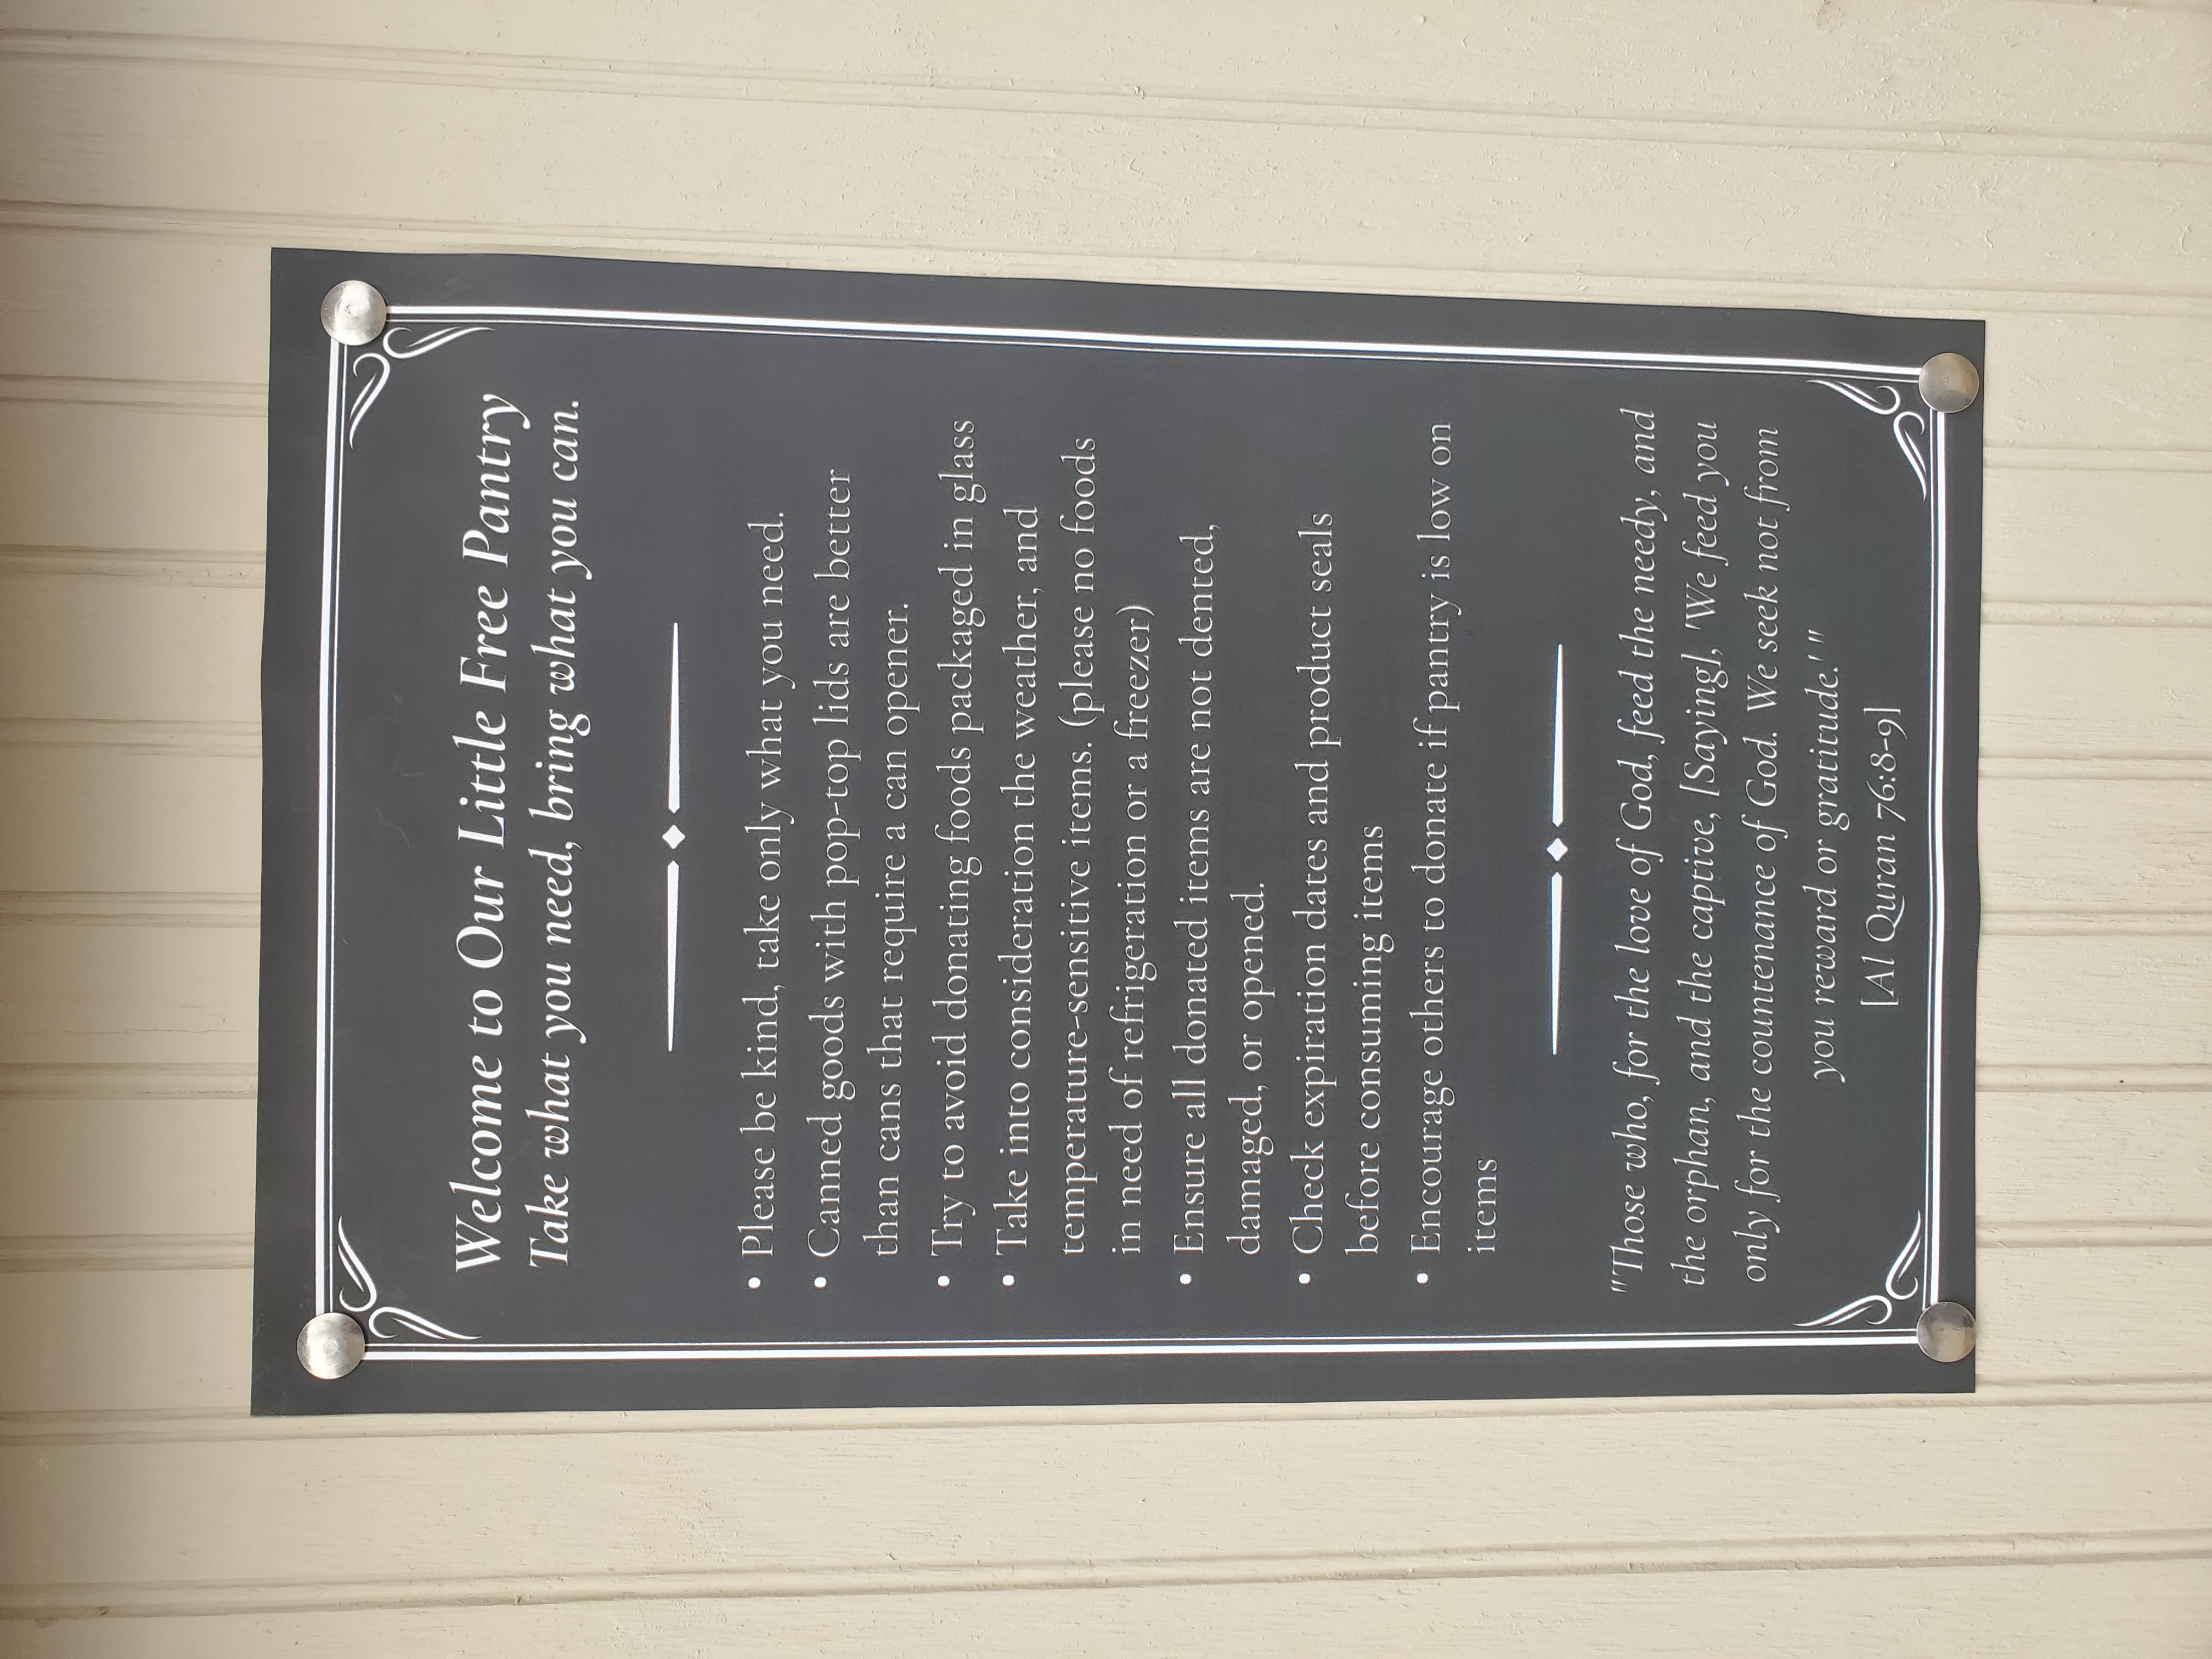 Welcome to Our Little Free Pantry
Take what you need, bring what you can.
• Please be kind, take only what you need.
• Canned goods with pop-top lids are better
than cans that require a can opener.
• Try to avoid donating foods packaged in glass
• Take into consideration the weather, and
temperature-sensitive items. (please no foods
in need of refrigeration or a freezer)
• Ensure all donated items are not dented,
damaged, or opened.
• Check expiration dates and product seals
before consuming items
• Encourage others to donate if pantry is low on
items
"Those who, for the love of God, feed the needy, and
the orphan, and the captive, [Saying], 'We feed you
only for the countenance of God. We seek not from
you reward or gratitude.' "
[Al Quran 76:8-9]